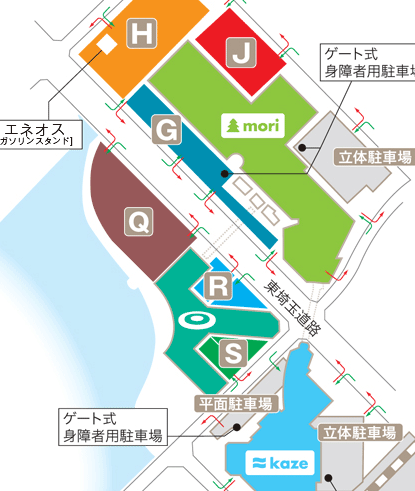 H
J
ゲート式
身障者用駐車場
エネオス
ガソリンスタンド]
G
mori
立体駐車場
Q
R
東埼玉道路
S
平面駐車場
ゲート式
身障者用駐車場
立体駐車場
kaze